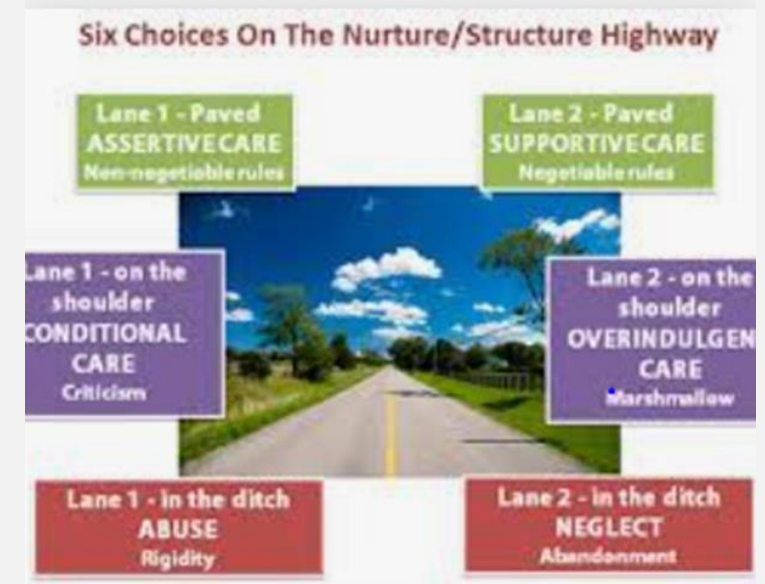 Six Choices On The Nurture/Structure Highway
Lane 1 - Paved
ASSERTIVE CARE
Non-negotiable rules
Lane 2 - Paved
SUPPORTIVE CARE
Negotiable rules
Lane 1 - on the
shoulder
CONDITIONAL
CARE
Criticism
Lane 2 - on the
shoulder
OVERINDULGEN
CARE
Marshmallow
Lane 1 - in the ditch
ABUSE
Rigidity
Lane 2 - in the ditch
NEGLECT
Abandonment